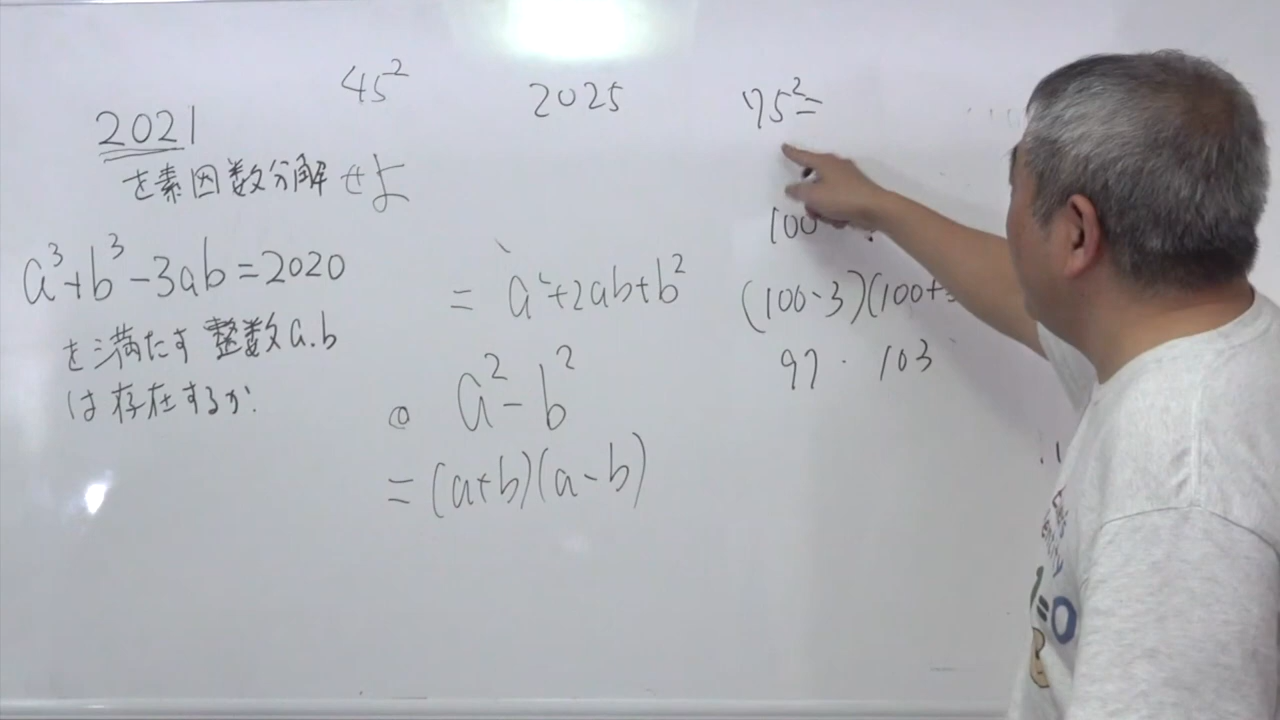 2021
を素因数分解せよ
a³+b³-3ab=2020
を満たす整数a.b
は存在するか.
45²
2025
= a²+2ab+b²
a²-b²
=(a+b)(a-b)
75²=
100
(100-3)(100+
97・103
=0